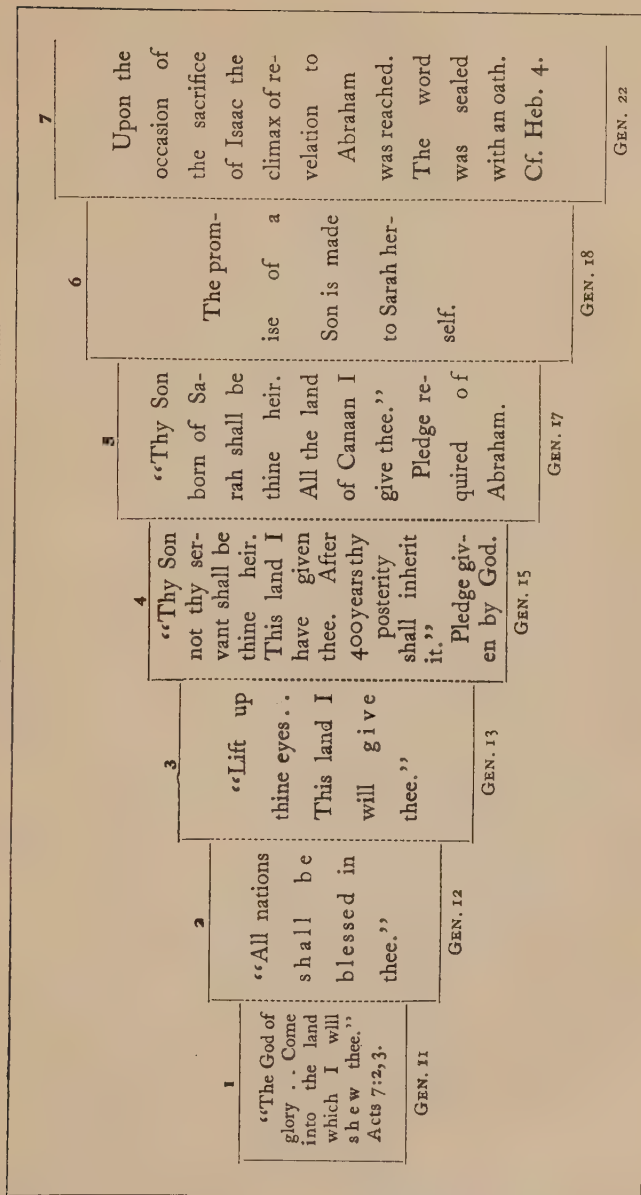 1
“The God of
glory . . Come
into the land
which I will
shew thee.”
Acts 7:2,3.
GEN. 11
2
“All nations
shall be
blessed in
thee.”
GEN. 12
3
“Lift up
thine eyes . .
This land I
will give
thee.”
GEN. 13
4
“Thy Son
not thy ser-
vant shall be
thine heir.
This land I
have given
thee. After
400 years thy
posterity
shall inherit
it.”
Pledge giv-
en by God.
GEN. 15
5
“Thy Son
born of Sa-
rah shall be
thine heir.
All the land
of Canaan I
give thee.”
Pledge re-
quired of
Abraham.
GEN. 17
6
The prom-
ise of a
Son is made
to Sarah her-
self.
GEN. 18
7
Upon the
occasion of
the sacrifice
of Isaac the
climax of re-
velation to
Abraham
was reached.
The word
was sealed
with an oath.
Cf. Heb. 4.
GEN. 22